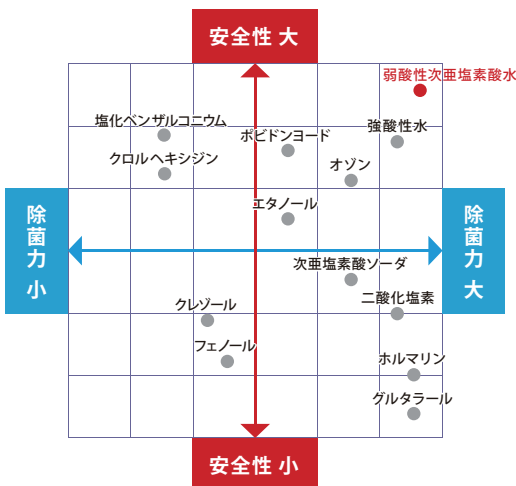 安全性 大
弱酸性次亜塩素酸水
塩化ベンザルコニウム
強酸性水
ポビドンヨード
クロルヘキシジン
オゾン
エタノール
除菌力 小
除菌力 大
次亜塩素酸ソーダ
二酸化塩素
クレゾール
フェノール
ホルマリン
グルタラール
安全性 小